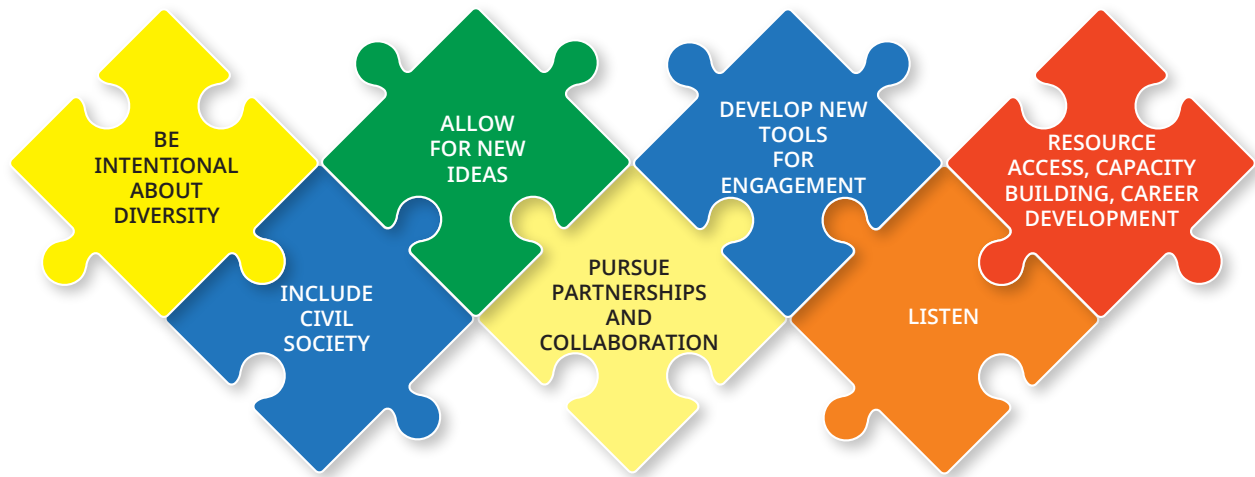 BE
INTENTIONAL
ABOUT
DIVERSITY
INCLUDE
CIVIL
SOCIETY
ALLOW
FOR NEW
IDEAS
PURSUE
PARTNERSHIPS
AND
COLLABORATION
DEVELOP NEW
TOOLS
FOR
ENGAGEMENT
LISTEN
RESOURCE
ACCESS, CAPACITY
BUILDING, CAREER
DEVELOPMENT